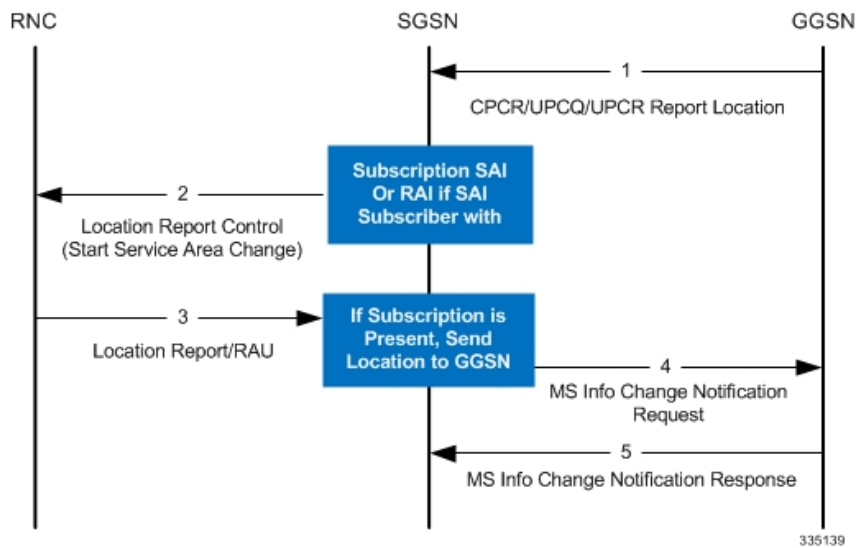 RNC
SGSN
GGSN
1
CPCR/UPCQ/UPCR Report Location
Subscription SAI
Or RAI if SAI
Subscriber with
2
Location Report Control
(Start Service Area Change)
3
Location Report/RAU
If Subscription is
Present, Send
Location to GGSN
4
MS Info Change Notification
Request
5
MS Info Change Notification Response
335139